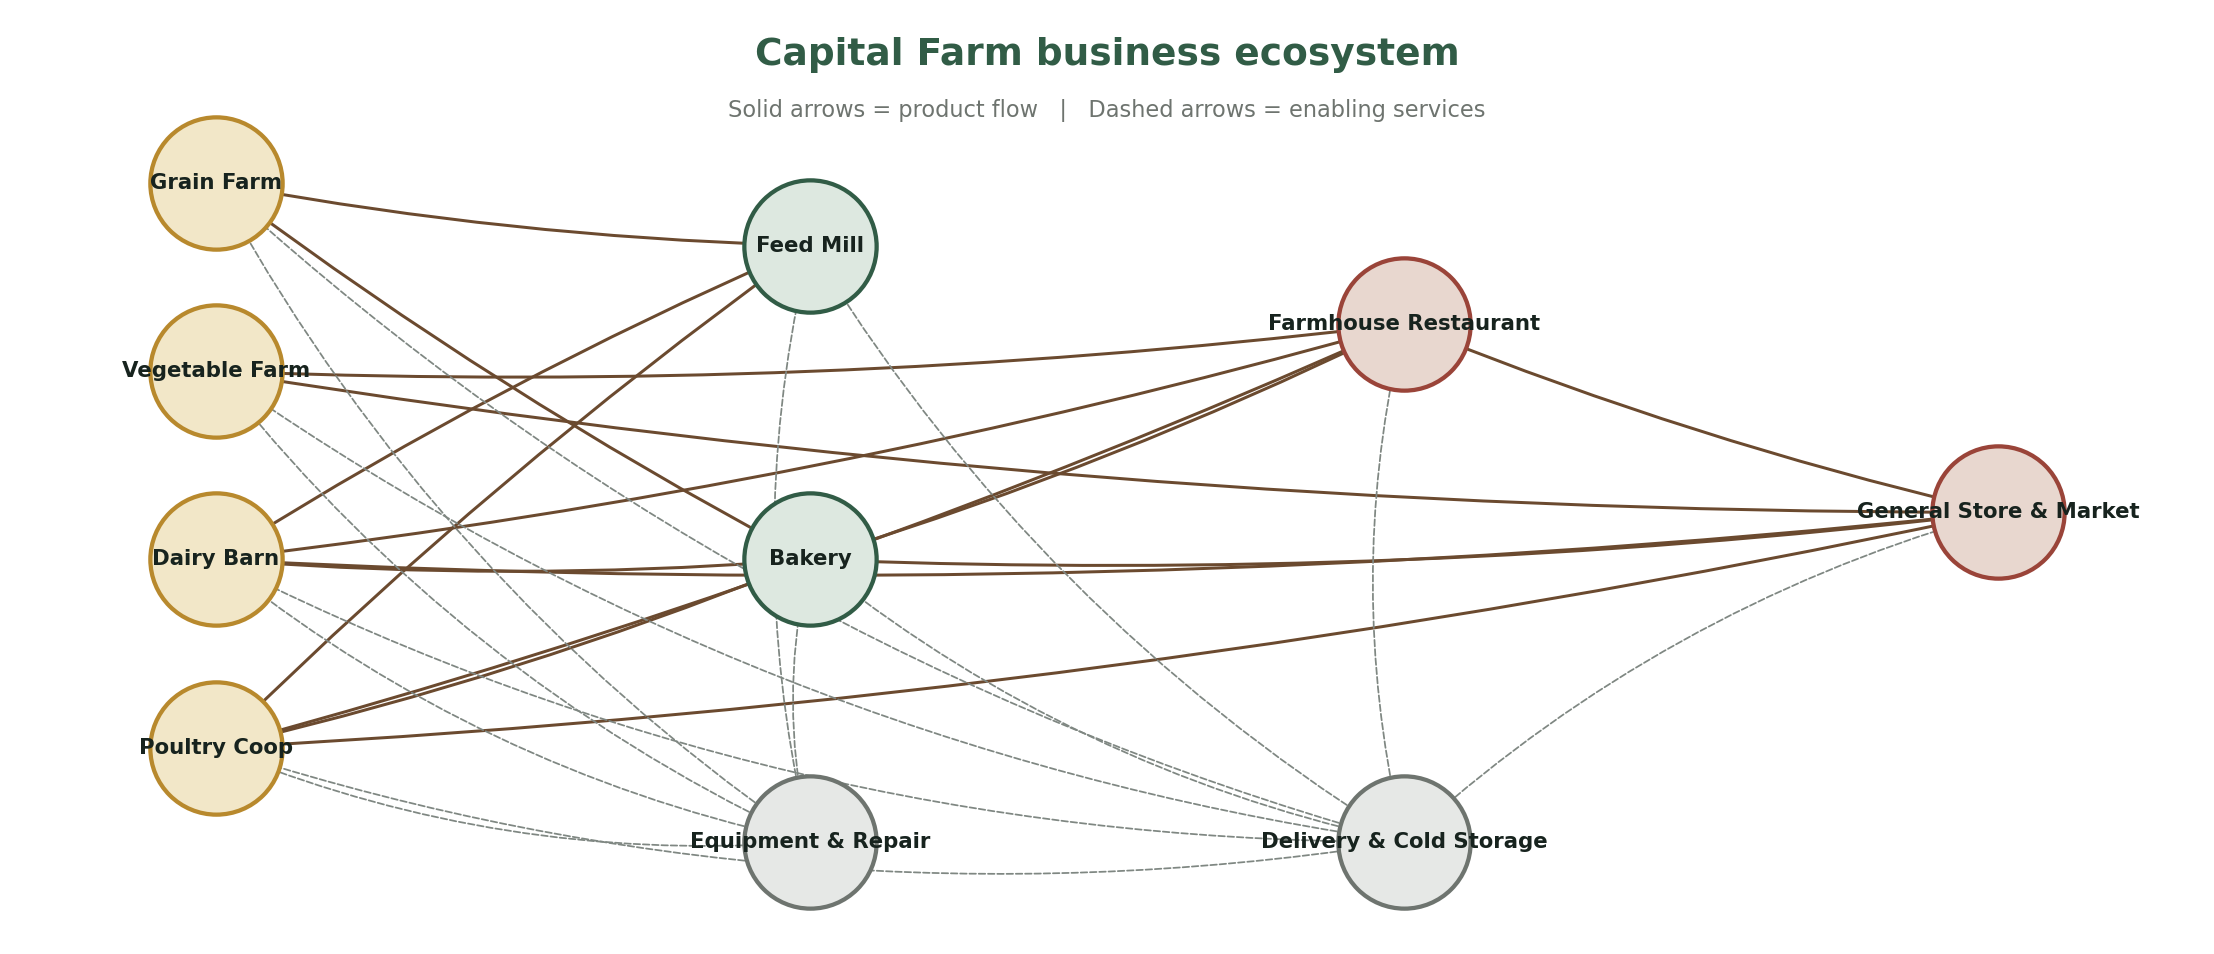 Capital Farm business ecosystem
Solid arrows = product flow | Dashed arrows = enabling services
Grain Farm
Feed Mill
Farmhouse Restaurant
Vegetable Farm
General Store & Market
Dairy Barn
Bakery
Poultry Coop
Equipment & Repair
Delivery & Cold Storage